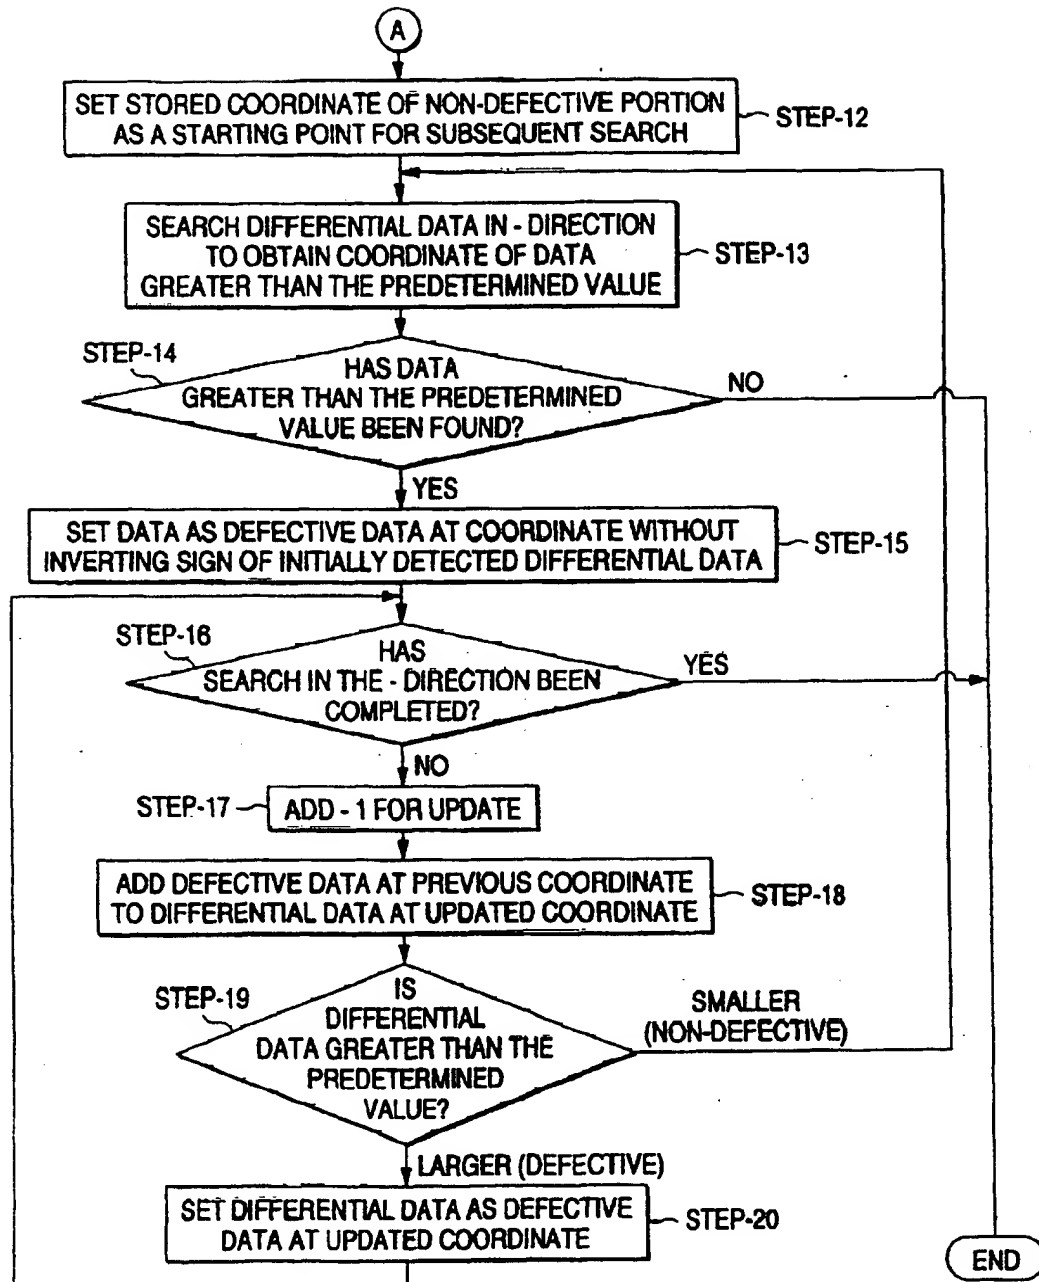 A
SET STORED COORDINATE OF NON-DEFECTIVE PORTION
AS A STARTING POINT FOR SUBSEQUENT SEARCH
STEP-12
SEARCH DIFFERENTIAL DATA IN - DIRECTION
TO OBTAIN COORDINATE OF DATA
GREATER THAN THE PREDETERMINED VALUE
STEP-13
STEP-14
HAS DATA
GREATER THAN THE PREDETERMINED
VALUE BEEN FOUND?
NO
YES
SET DATA AS DEFECTIVE DATA AT COORDINATE WITHOUT
INVERTING SIGN OF INITIALLY DETECTED DIFFERENTIAL DATA
STEP-15
STEP-16
HAS
SEARCH IN THE - DIRECTION BEEN
COMPLETED?
YES
NO
STEP-17
ADD - 1 FOR UPDATE
ADD DEFECTIVE DATA AT PREVIOUS COORDINATE
TO DIFFERENTIAL DATA AT UPDATED COORDINATE
STEP-18
STEP-19
IS
DIFFERENTIAL
DATA GREATER THAN THE
PREDETERMINED
VALUE?
SMALLER
(NON-DEFECTIVE)
LARGER (DEFECTIVE)
SET DIFFERENTIAL DATA AS DEFECTIVE
DATA AT UPDATED COORDINATE
STEP-20
END